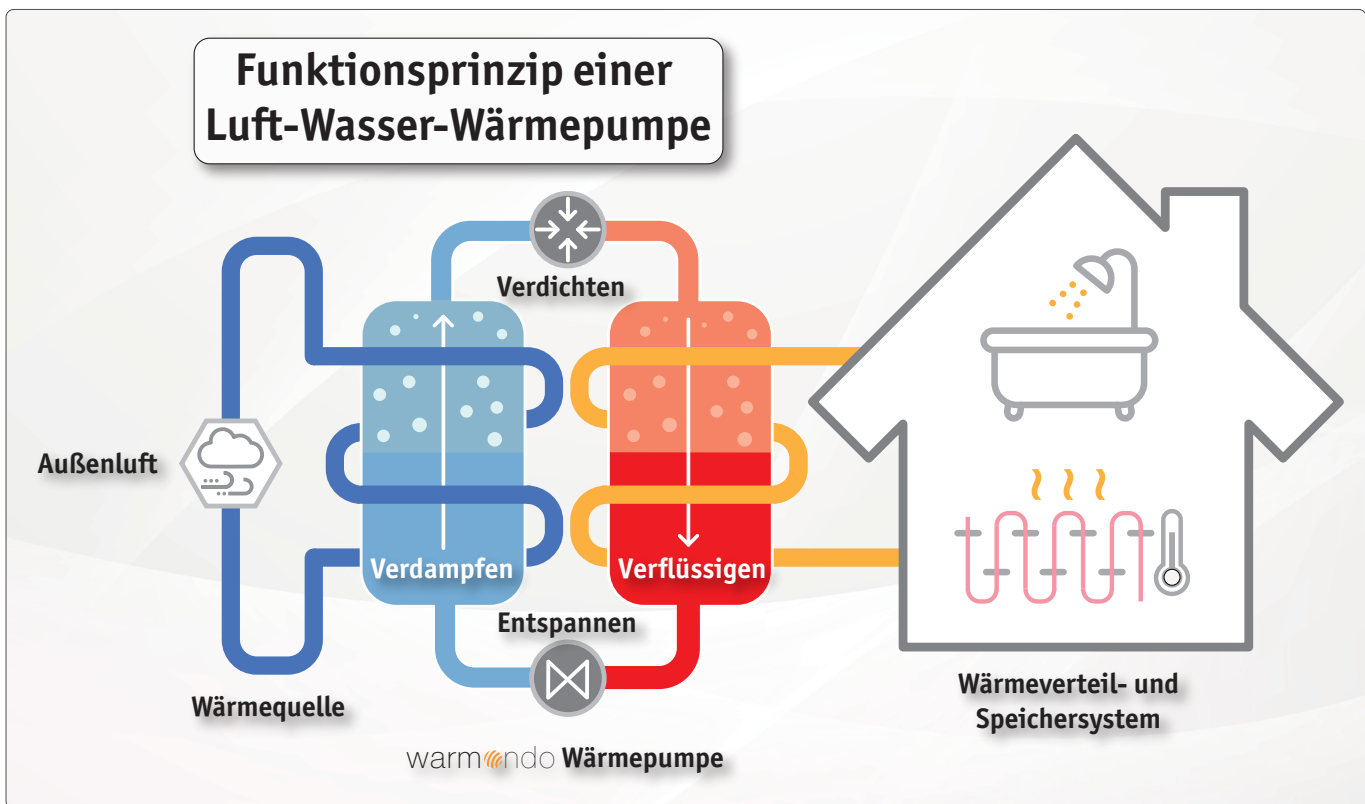 Funktionsprinzip einer
Luft-Wasser-Wärmepumpe
Verdichten
Außenluft
Verdampfen
Verflüssigen
Entspannen
Wärmequelle
Wärmeverteil- und
Speichersystem
warmondo Wärmepumpe